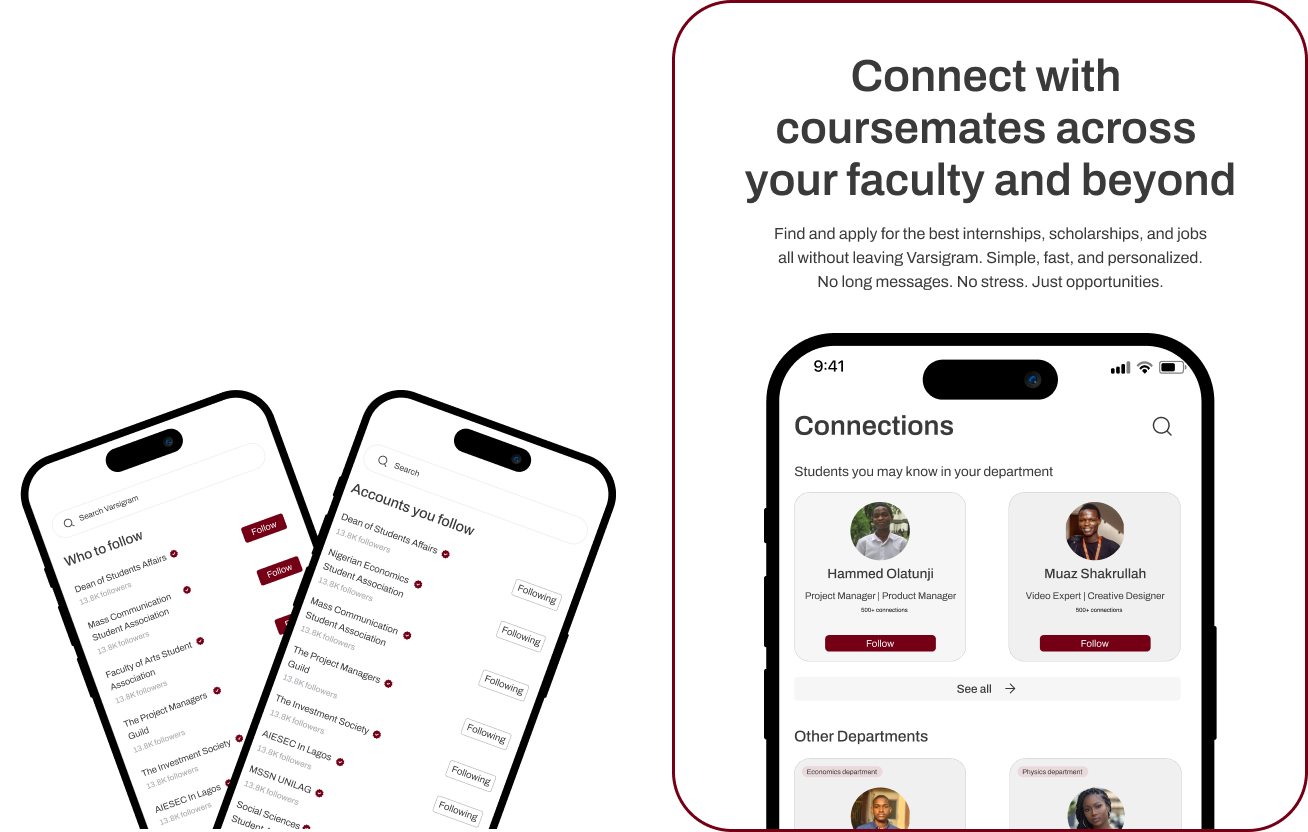 Search Varsigram
Who to follow
Dean of Students Affairs
13.8K followers
Follow
Mass Communication
Student Association
13.8K followers
Follow
Faculty of Arts Student
Association
13.8K followers
The Project Managers
Guild
13.8K followers
The Investment Society
13.8K followers
AIESEC In Lagos
13.8K followers
Search
Accounts you follow
Dean of Students Affairs
13.8K followers
Following
Nigerian Economics
Student Association
13.8K followers
Following
Mass Communication
Student Association
13.8K followers
Following
The Project Managers
Guild
13.8K followers
Following
The Investment Society
13.8K followers
Following
AIESEC In Lagos
13.8K followers
Following
MSSN UNILAG
13.8K followers
Social Sciences
Connect with
coursemates across
your faculty and beyond
Find and apply for the best internships, scholarships, and jobs
all without leaving Varsigram. Simple, fast, and personalized.
No long messages. No stress. Just opportunities.
9:41
Connections
Students you may know in your department
Hammed Olatunji
Project Manager | Product Manager
500+ connections
Follow
Muaz Shakrullah
Video Expert | Creative Designer
500+ connections
Follow
See all
Other Departments
Economics department
Physics department